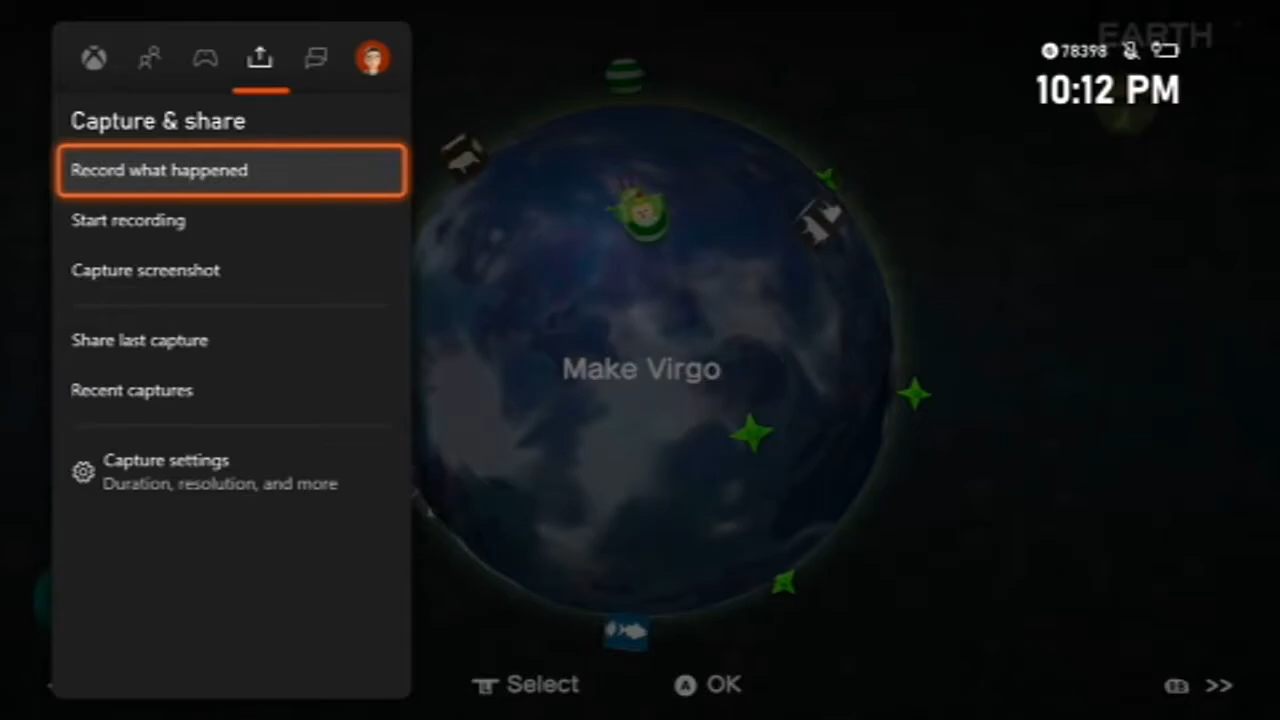 EARTH
78398
10:12 PM
Capture & share
Record what happened
Start recording
Capture screenshot
Share last capture
Recent captures
Capture settings
Duration, resolution, and more
Make Virgo
Select
A OK
>>